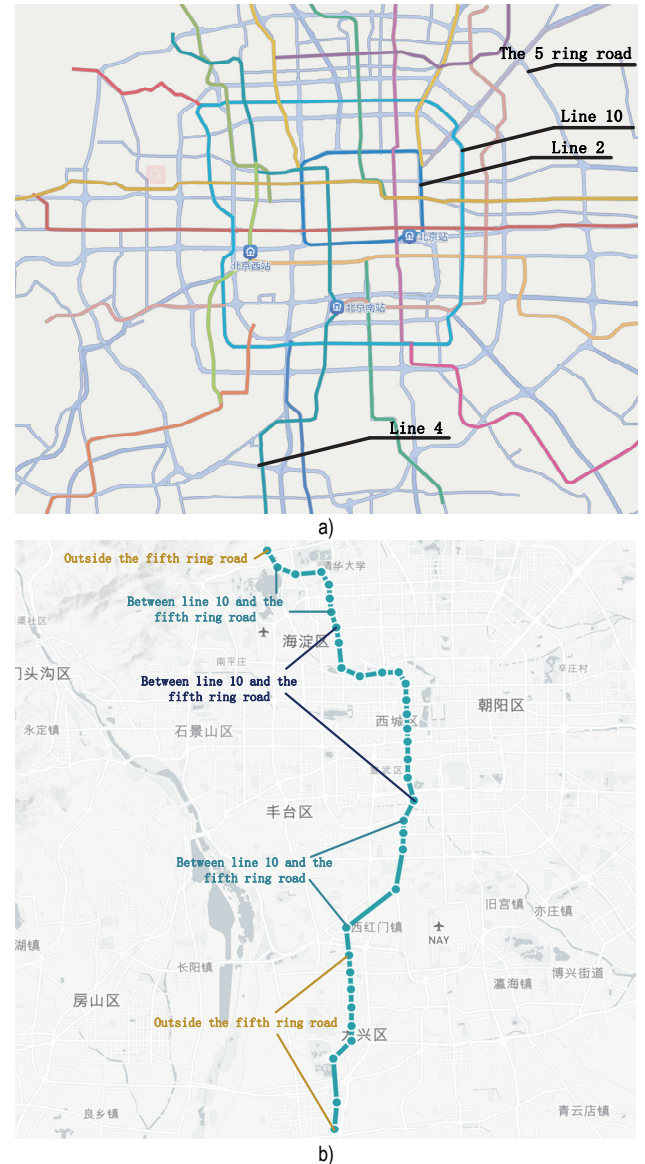 The 5 ring road
Line 10
Line 2
北京站
北京西站
北京南站
Line 4
a)
Outside the fifth ring road
清华大学
Between line 10 and the
fifth ring road
渠社区
海淀区
南平庄
辛庄村
门头沟区
Between line 10 and the
fifth ring road
朝阳区
西城区
永定镇
石景山区
宣武区
丰台区
Between line 10 and the
fifth ring road
旧宫镇
亦庄镇
西红门镇
NAY
湖镇
长阳镇
博兴街道
瀛海镇
房山区
Outside the fifth ring road
大兴区
良乡镇
青云店镇
b)